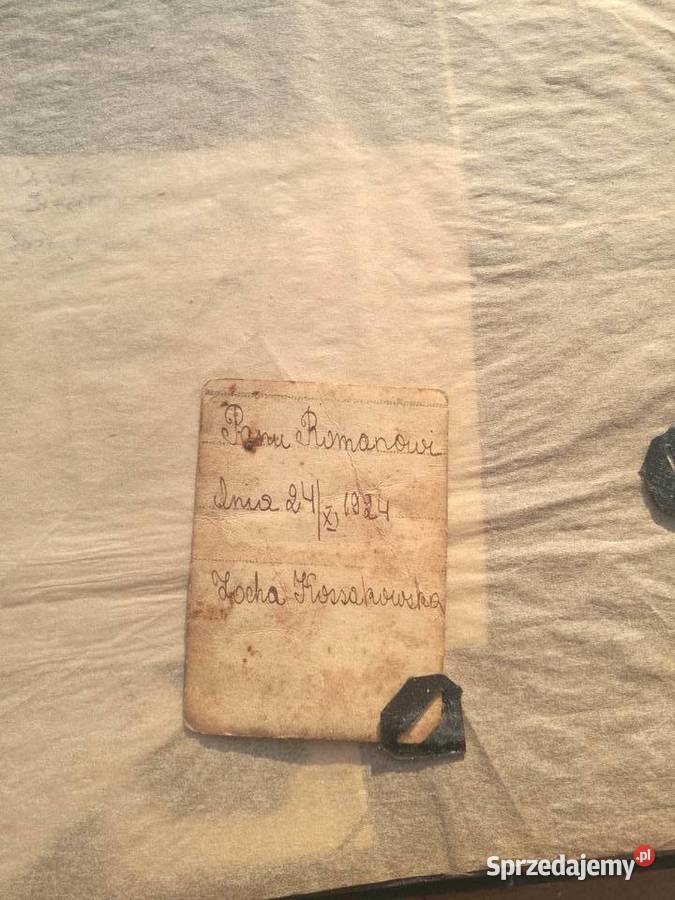 Panu Romanowi
dnia 24/X, 1924
Zocha Kossakowska
Sprzedajemy.pl